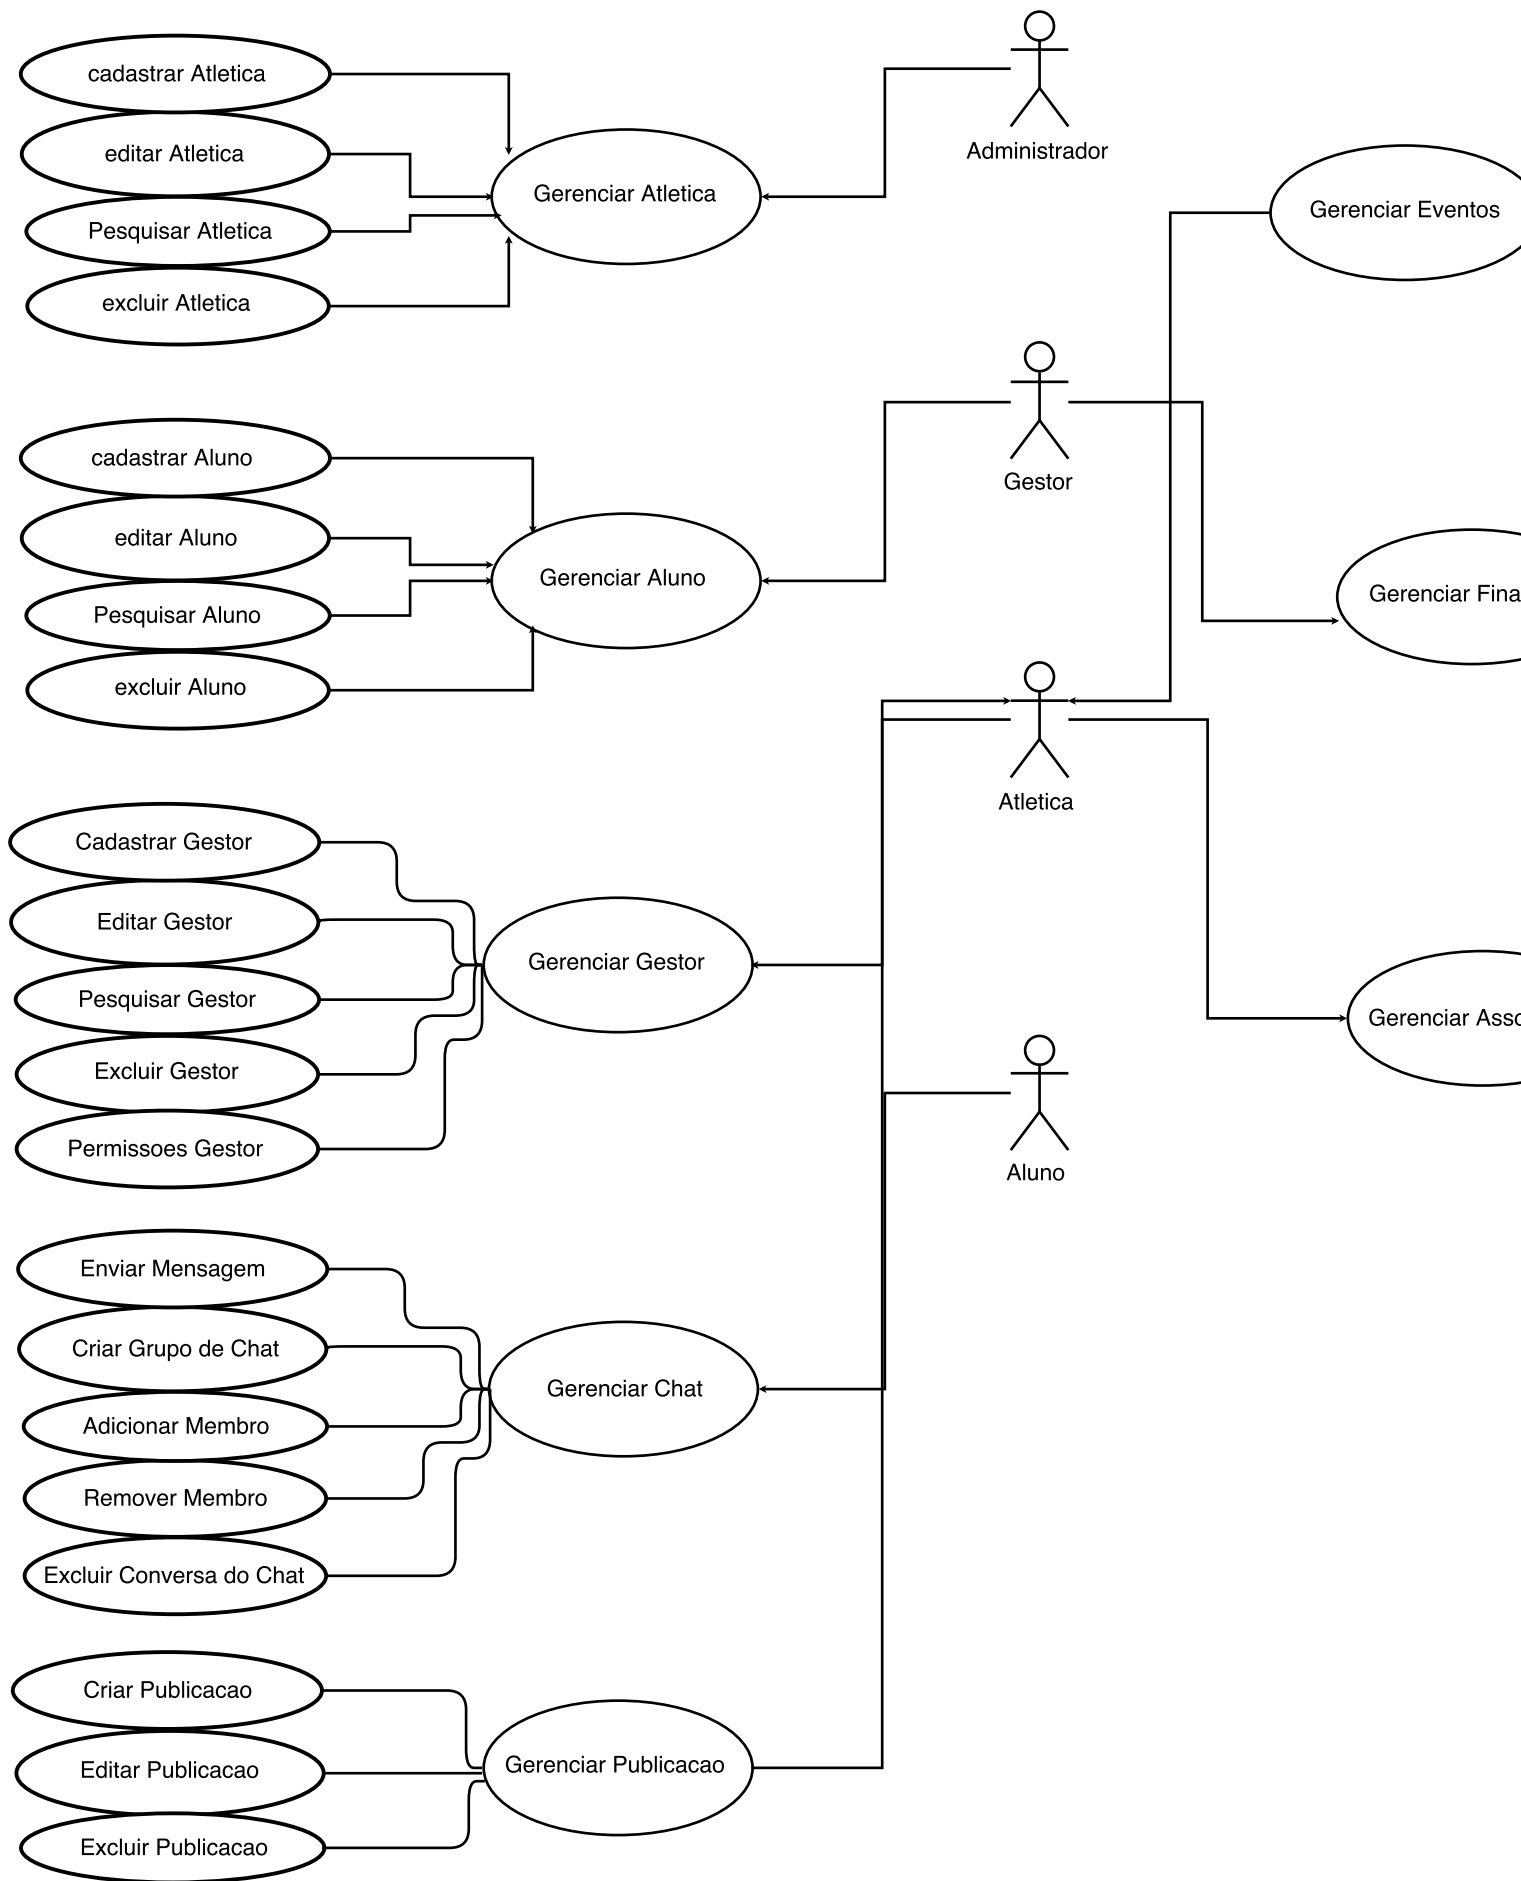 cadastrar Atletica
editar Atletica
Pesquisar Atletica
excluir Atletica
Gerenciar Atletica
Administrador
Gerenciar Eventos
cadastrar Aluno
editar Aluno
Pesquisar Aluno
excluir Aluno
Gerenciar Aluno
Gestor
Gerenciar Fina
Atletica
Cadastrar Gestor
Editar Gestor
Pesquisar Gestor
Excluir Gestor
Permissoes Gestor
Gerenciar Gestor
Gerenciar Asso
Aluno
Enviar Mensagem
Criar Grupo de Chat
Adicionar Membro
Remover Membro
Excluir Conversa do Chat
Gerenciar Chat
Criar Publicacao
Editar Publicacao
Excluir Publicacao
Gerenciar Publicacao